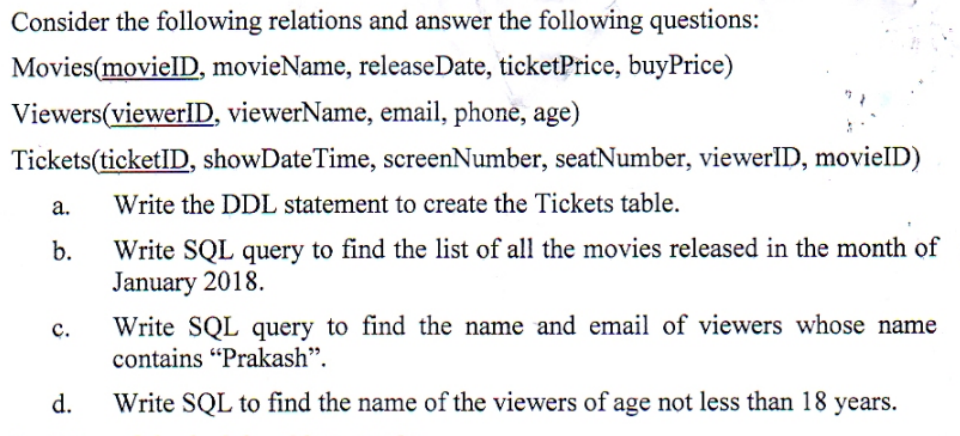 Consider the following relations and answer the following questions:
Movies(movieID, movieName, releaseDate, ticketPrice, buyPrice)
Viewers(viewerID, viewerName, email, phone, age)
Tickets(ticketID, showDateTime, screenNumber, seatNumber, viewerID, movieID)
a. Write the DDL statement to create the Tickets table.
b. Write SQL query to find the list of all the movies released in the month of
January 2018.
c. Write SQL query to find the name and email of viewers whose name
contains “Prakash”.
d. Write SQL to find the name of the viewers of age not less than 18 years.